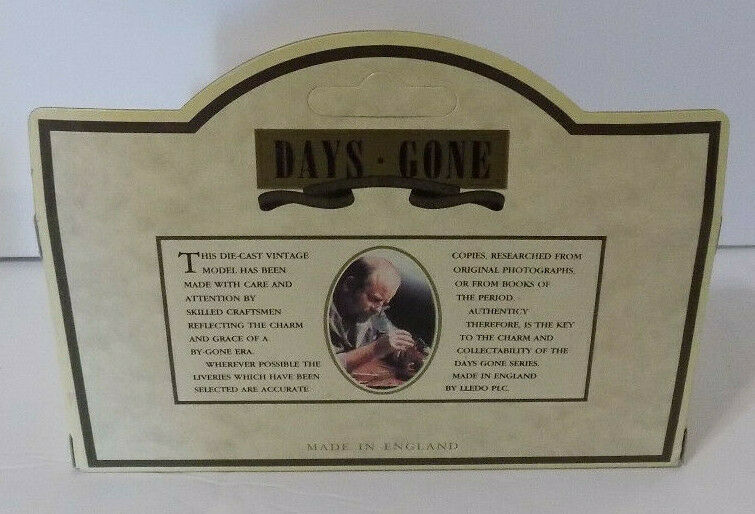 DAYS · GONE
THIS DIE-CAST VINTAGE
MODEL HAS BEEN
MADE WITH CARE AND
ATTENTION BY
SKILLED CRAFTSMEN
REFLECTING THE CHARM
AND GRACE OF A
BY-GONE ERA.
WHEREVER POSSIBLE THE
LIVERIES WHICH HAVE BEEN
SELECTED ARE ACCURATE
COPIES, RESEARCHED FROM
ORIGINAL PHOTOGRAPHS,
OR FROM BOOKS OF
THE PERIOD.
AUTHENTICY
THEREFORE, IS THE KEY
TO THE CHARM AND
COLLECTABILITY OF THE
DAYS GONE SERIES.
MADE IN ENGLAND
BY LLEDO PLC.
MADE IN ENGLAND